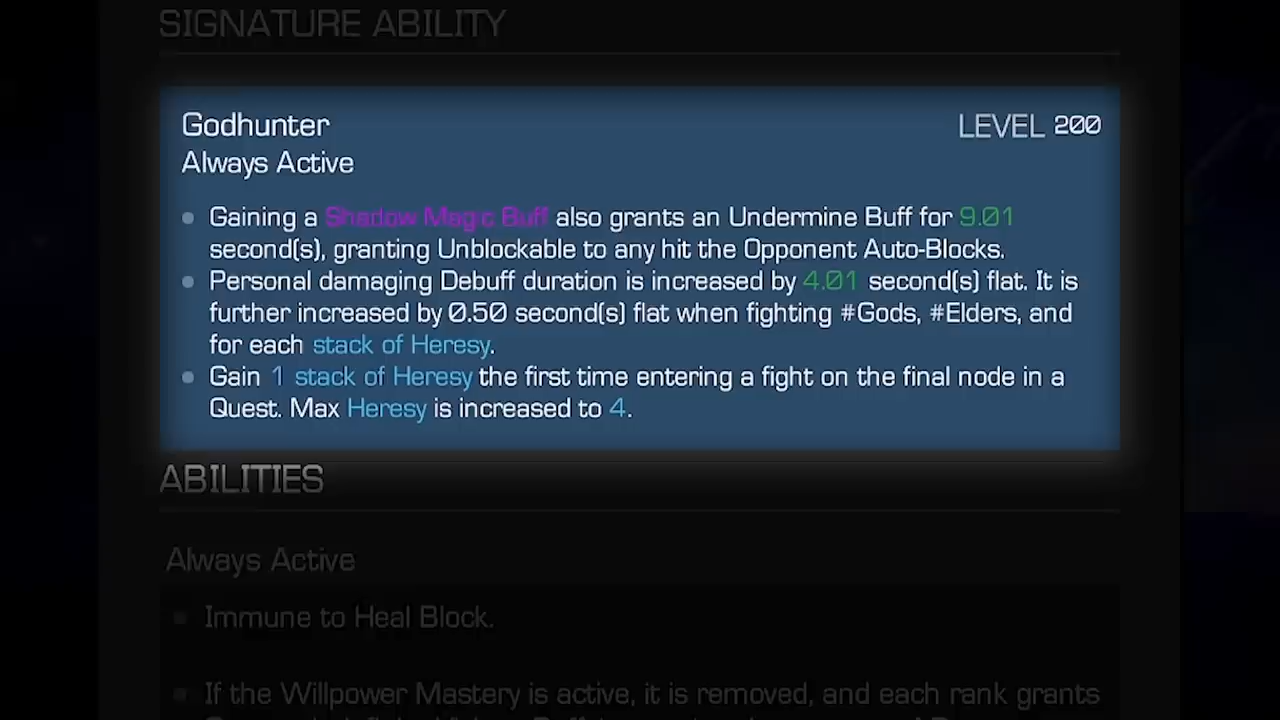 SIGNATURE ABILITY
Godhunter
LEVEL 200
Always Active
Gaining a Shadow Magic Buff also grants an Undermine Buff for 9.01
second(s), granting Unblockable to any hit the Opponent Auto-Blocks.
Personal damaging Debuff duration is increased by 4.01 second(s) flat. It is
further increased by 0.50 second(s) flat when fighting #Gods, #Elders, and
for each stack of Heresy.
Gain 1 stack of Heresy the first time entering a fight on the final node in a
Quest. Max Heresy is increased to 4.
ABILITIES
Always Active
Immune to Heal Block.
If the Willpower Mastery is active, it is removed, and each rank grants